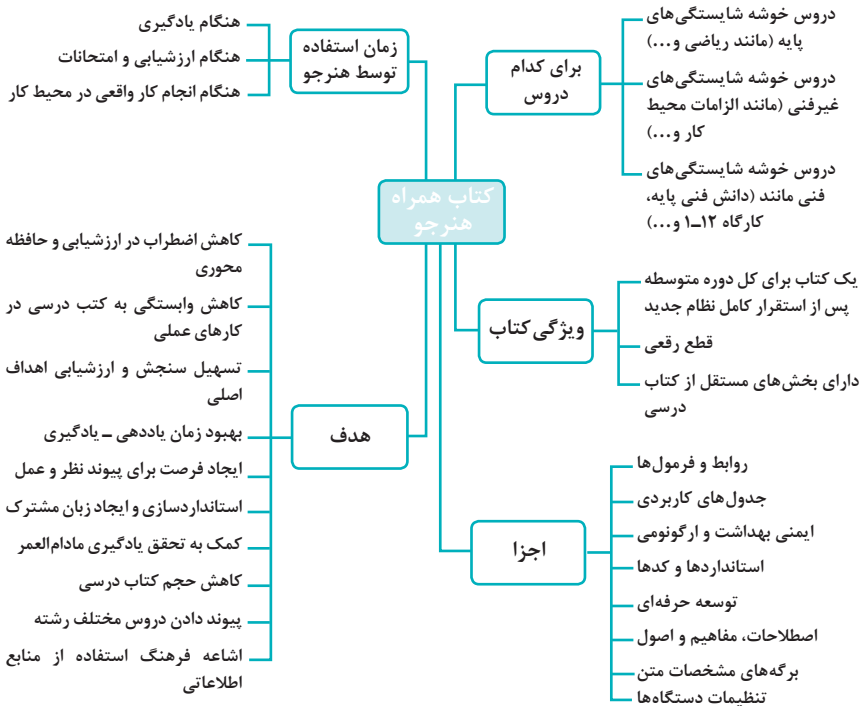 کتاب همراه
هنرجو
برای کدام
دروس
دروس خوشه شایستگی‌های
پایه (مانند ریاضی و...)
دروس خوشه شایستگی‌های
غیرفنی (مانند الزامات محیط
کار و...)
دروس خوشه شایستگی‌های
فنی مانند (دانش فنی پایه،
کارگاه ۱۲ـ۱ و...)
زمان استفاده
توسط هنرجو
هنگام یادگیری
هنگام ارزشیابی و امتحانات
هنگام انجام کار واقعی در محیط کار
ویژگی کتاب
یک کتاب برای کل دوره متوسطه
پس از استقرار کامل نظام جدید
قطع رقعی
دارای بخش‌های مستقل از کتاب
درسی
هدف
کاهش اضطراب در ارزشیابی و حافظه
محوری
کاهش وابستگی به کتب درسی در
کارهای عملی
تسهیل سنجش و ارزشیابی اهداف
اصلی
بهبود زمان یاددهی ـ یادگیری
ایجاد فرصت برای پیوند نظر و عمل
استانداردسازی و ایجاد زبان مشترک
کمک به تحقق یادگیری مادام‌العمر
کاهش حجم کتاب درسی
پیوند دادن دروس مختلف رشته
اشاعه فرهنگ استفاده از منابع
اطلاعاتی
اجزا
روابط و فرمول‌ها
جدول‌های کاربردی
ایمنی بهداشت و ارگونومی
استانداردها و کدها
توسعه حرفه‌ای
اصطلاحات، مفاهیم و اصول
برگه‌های مشخصات متن
تنظیمات دستگاه‌ها